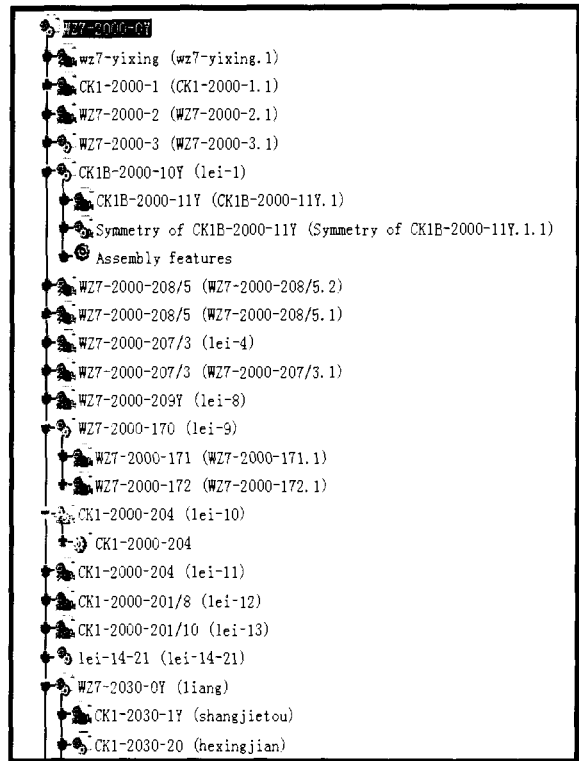 WZ7-2000-0Y
wz7-yixing (wz7-yixing.1)
CK1-2000-1 (CK1-2000-1.1)
WZ7-2000-2 (WZ7-2000-2.1)
WZ7-2000-3 (WZ7-2000-3.1)
CK1B-2000-10Y (lei-1)
CK1B-2000-11Y (CK1B-2000-11Y.1)
Symmetry of CK1B-2000-11Y (Symmetry of CK1B-2000-11Y.1.1)
Assembly features
WZ7-2000-208/5 (WZ7-2000-208/5.2)
WZ7-2000-208/5 (WZ7-2000-208/5.1)
WZ7-2000-207/3 (lei-4)
WZ7-2000-207/3 (WZ7-2000-207/3.1)
WZ7-2000-209Y (lei-8)
WZ7-2000-170 (lei-9)
WZ7-2000-171 (WZ7-2000-171.1)
WZ7-2000-172 (WZ7-2000-172.1)
CK1-2000-204 (lei-10)
CK1-2000-204
CK1-2000-204 (lei-11)
CK1-2000-201/8 (lei-12)
CK1-2000-201/10 (lei-13)
lei-14-21 (lei-14-21)
WZ7-2030-0Y (liang)
CK1-2030-1Y (shangjietou)
CK1-2030-20 (hexingjian)